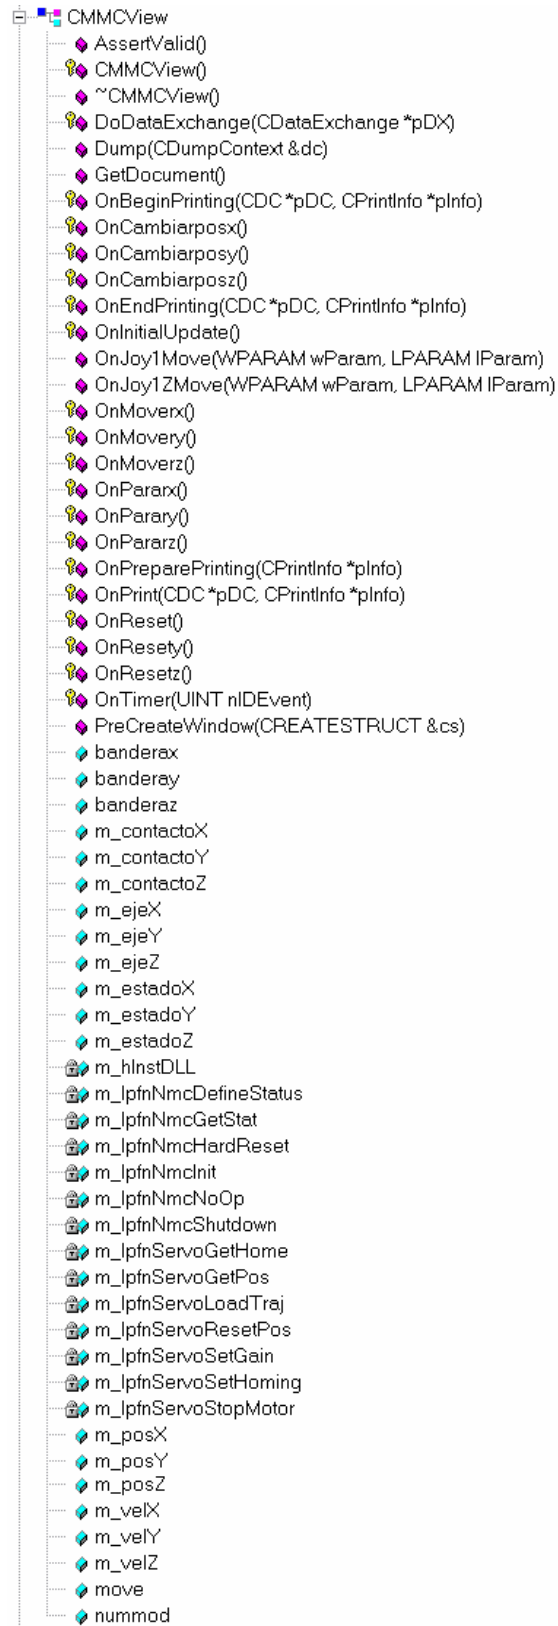 CMMCView
AssertValid()
CMMCView()
~CMMCView()
DoDataExchange(CDataExchange *pDX)
Dump(CDumpContext &dc)
GetDocument()
OnBeginPrinting(CDC *pDC, CPrintInfo *pInfo)
OnCambiarposx()
OnCambiarposy()
OnCambiarposz()
OnEndPrinting(CDC *pDC, CPrintInfo *pInfo)
OnInitialUpdate()
OnJoy1Move(WPARAM wParam, LPARAM lParam)
OnJoy1ZMove(WPARAM wParam, LPARAM lParam)
OnMoverx()
OnMovery()
OnMoverz()
OnPararx()
OnParary()
OnPararz()
OnPreparePrinting(CPrintInfo *pInfo)
OnPrint(CDC *pDC, CPrintInfo *pInfo)
OnReset()
OnResety()
OnResetz()
OnTimer(UINT nIDEvent)
PreCreateWindow(CREATESTRUCT &cs)
banderax
banderay
banderaz
m_contactoX
m_contactoY
m_contactoZ
m_ejeX
m_ejeY
m_ejeZ
m_estadoX
m_estadoY
m_estadoZ
m_hInstDLL
m_lpfnNmcDefineStatus
m_lpfnNmcGetStat
m_lpfnNmcHardReset
m_lpfnNmcInit
m_lpfnNmcNoOp
m_lpfnNmcShutdown
m_lpfnServoGetHome
m_lpfnServoGetPos
m_lpfnServoLoadTraj
m_lpfnServoResetPos
m_lpfnServoSetGain
m_lpfnServoSetHoming
m_lpfnServoStopMotor
m_posX
m_posY
m_posZ
m_velX
m_velY
m_velZ
move
nummod